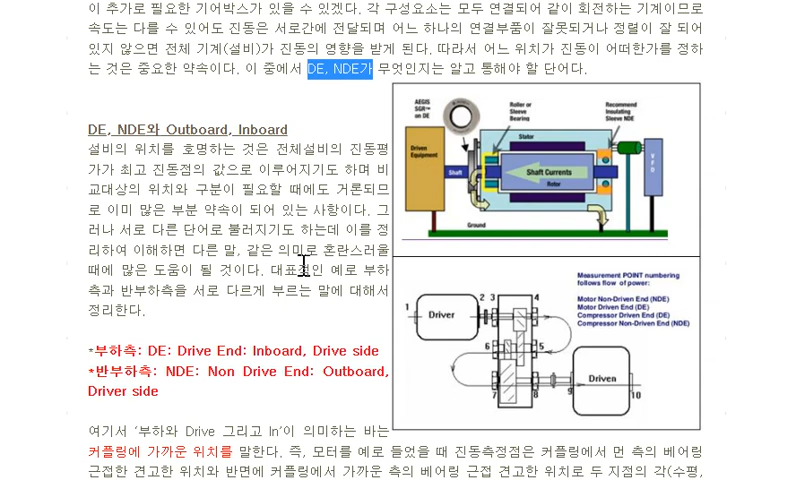 이 추가로 필요한 기어박스가 있을 수 있겠다. 각 구성요소는 모두 연결되어 같이 회전하는 기계이므로
속도는 다를 수 있어도 진동은 서로간에 전달되며 어느 하나의 연결부품이 잘못되거나 정렬이 잘 되어
있지 않으면 전체 기계(설비)가 진동의 영향을 받게 된다. 따라서 어느 위치가 진동이 어떠한가를 정하
는 것은 중요한 약속이다. 이 중에서 DE, NDE가 무엇인지는 알고 통해야 할 단어다.
DE, NDE와 Outboard, Inboard
설비의 위치를 호명하는 것은 전체설비의 진동평
가가 최고 진동점의 값으로 이루어지기도 하며 비
교대상의 위치와 구분이 필요할 때에도 거론되므
로 이미 많은 부분 약속이 되어 있는 사항이다. 그
러나 서로 다른 단어로 불러지기도 하는데 이를 정
리하여 이해하면 다른 말, 같은 의미로 혼란스러울
때에 많은 도움이 될 것이다. 대표적인 예로 부하
측과 반부하측을 서로 다르게 부르는 말에 대해서
정리한다.
*부하측: DE: Drive End: Inboard, Drive side
*반부하측: NDE: Non Drive End: Outboard,
Driver side
여기서 '부하와 Drive 그리고 In'이 의미하는 바는
커플링에 가까운 위치를 말한다. 즉, 모터를 예로 들었을 때 진동측정점은 커플링에서 먼 측의 베어링
근접한 견고한 위치와 반면에 커플링에서 가까운 측의 베어링 근접 견고한 위치로 두 지점의 각(수평,
AEGIS
SGR™
on DE
Roller or
Sleeve
Bearing
Recommend
Insulating
Sleeve NDE
Stator
Driven
Equipment
Shaft
Shaft Currents
Rotor
VFD
Ground
Measurement POINT numbering
follows flow of power:
Motor Non-Driven End (NDE)
Motor Driven End (DE)
Compressor Driven End (DE)
Compressor Non-Driven End (NDE)
1
Driver
2
3
4
6
5
7
8
9
Driven
10